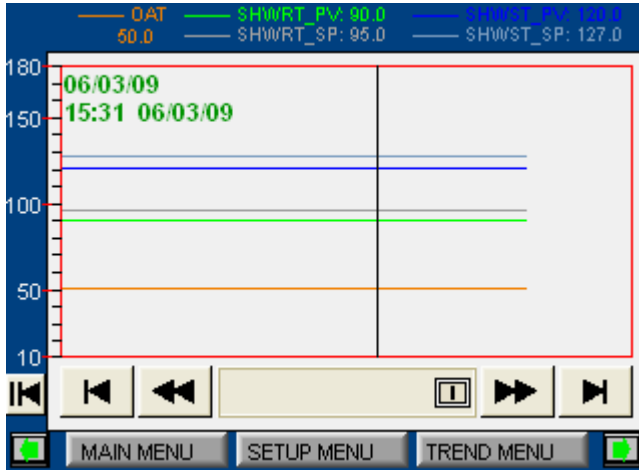 OAT SHWRT_PV: 90.0 SHWST_PV: 120.0
50.0 SHWRT_SP: 95.0 SHWST_SP: 127.0
180
06/03/09
150 15:31 06/03/09
100
50
10
MAIN MENU SETUP MENU TREND MENU